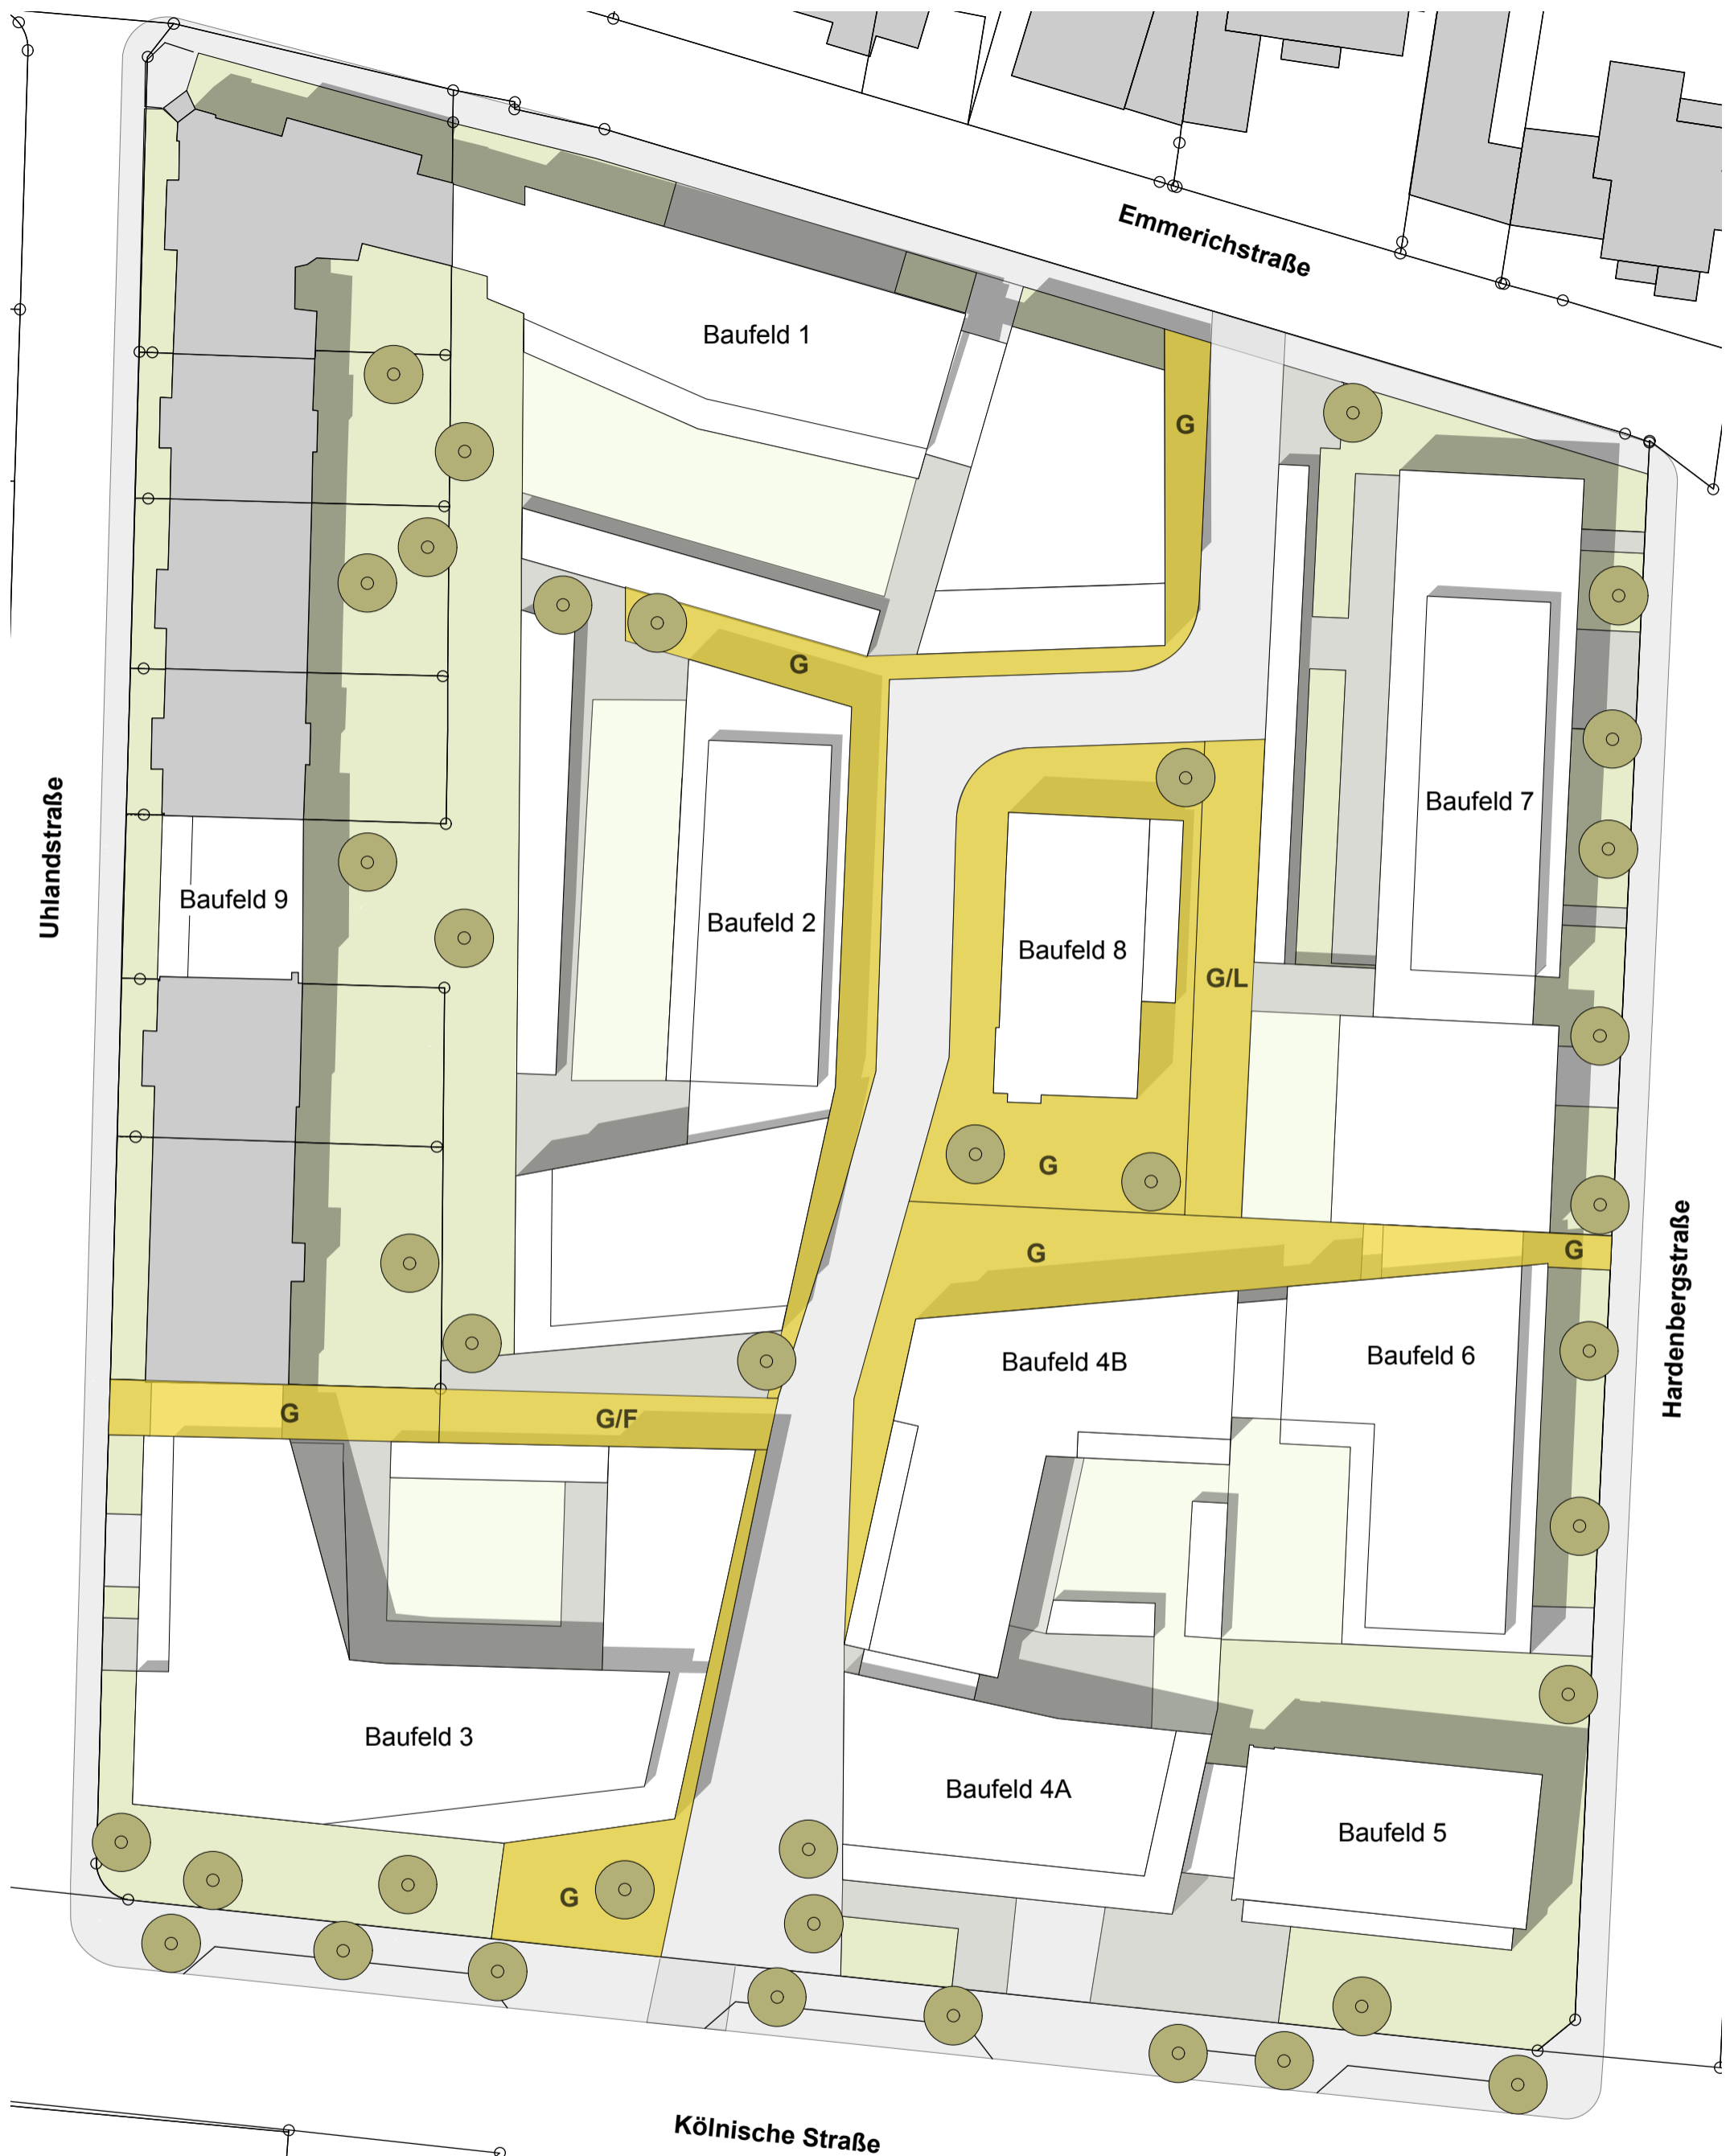 Emmerichstraße
Baufeld 1
G
G
Uhlandstraße
Baufeld 7
Baufeld 9
Baufeld 2
Baufeld 8
G/L
G
G
G
Hardenbergstraße
Baufeld 4B
Baufeld 6
G
G/F
Baufeld 3
Baufeld 4A
Baufeld 5
G
Kölnische Straße